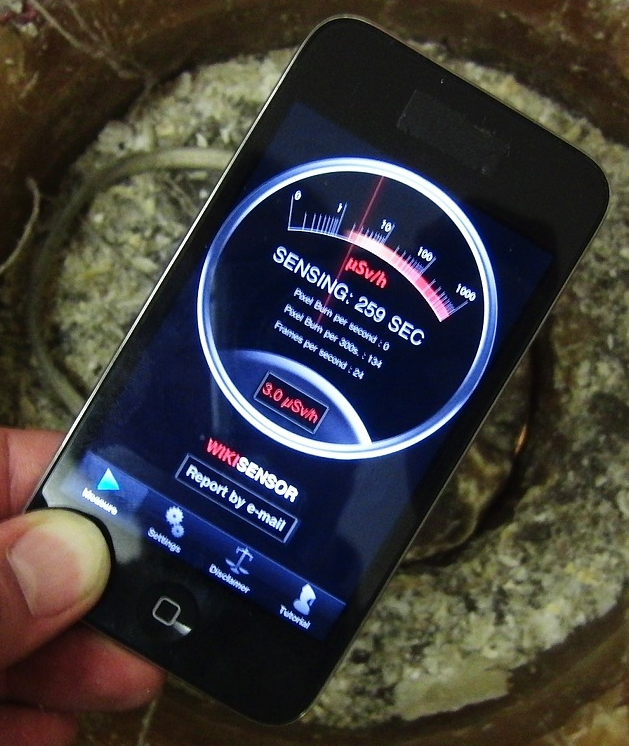 0 1 10 100 1000
µSv/h
SENSING: 259 SEC
Pixel Burn per second : 0
Pixel Burn per 300s. : 134
Frames per second : 24
3.0 µSv/h
WIKISENSOR
Report by e-mail
Measure Settings Disclaimer Tutorial